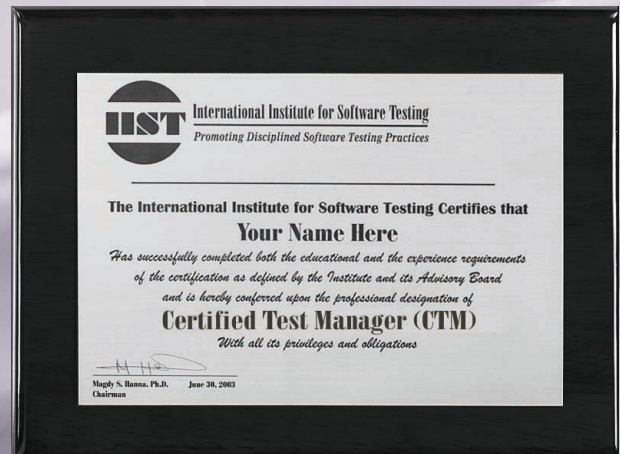 IIST
International Institute for Software Testing
Promoting Disciplined Software Testing Practices
The International Institute for Software Testing Certifies that
Your Name Here
Has successfully completed both the educational and the experience requirements
of the certification as defined by the Institute and its Advisory Board
and is hereby conferred upon the professional designation of
Certified Test Manager (CTM)
With all its privileges and obligations
Magdy S. Hanna. Ph.D. June 30, 2003
Chairman